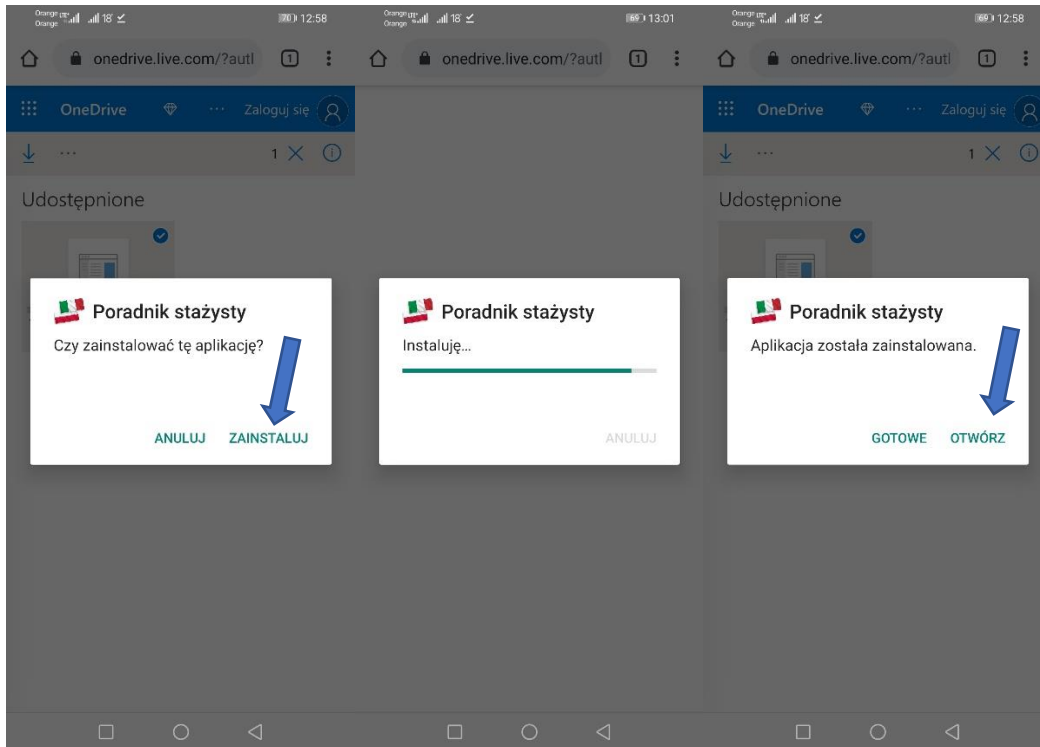 Orange LTE 18° 70 12:58
Orange
onedrive.live.com/?autl 1
OneDrive ... Zaloguj się
... 1
Udostępnione
Poradnik stażysty
Czy zainstalować tę aplikację?
ANULUJ ZAINSTALUJ
Orange LTE 18° 69 13:01
Orange
onedrive.live.com/?autl 1
Poradnik stażysty
Instaluję...
ANULUJ
Orange LTE 18° 69 12:58
Orange
onedrive.live.com/?autl 1
OneDrive ... Zaloguj się
... 1
Udostępnione
Poradnik stażysty
Aplikacja została zainstalowana.
GOTOWE OTWÓRZ